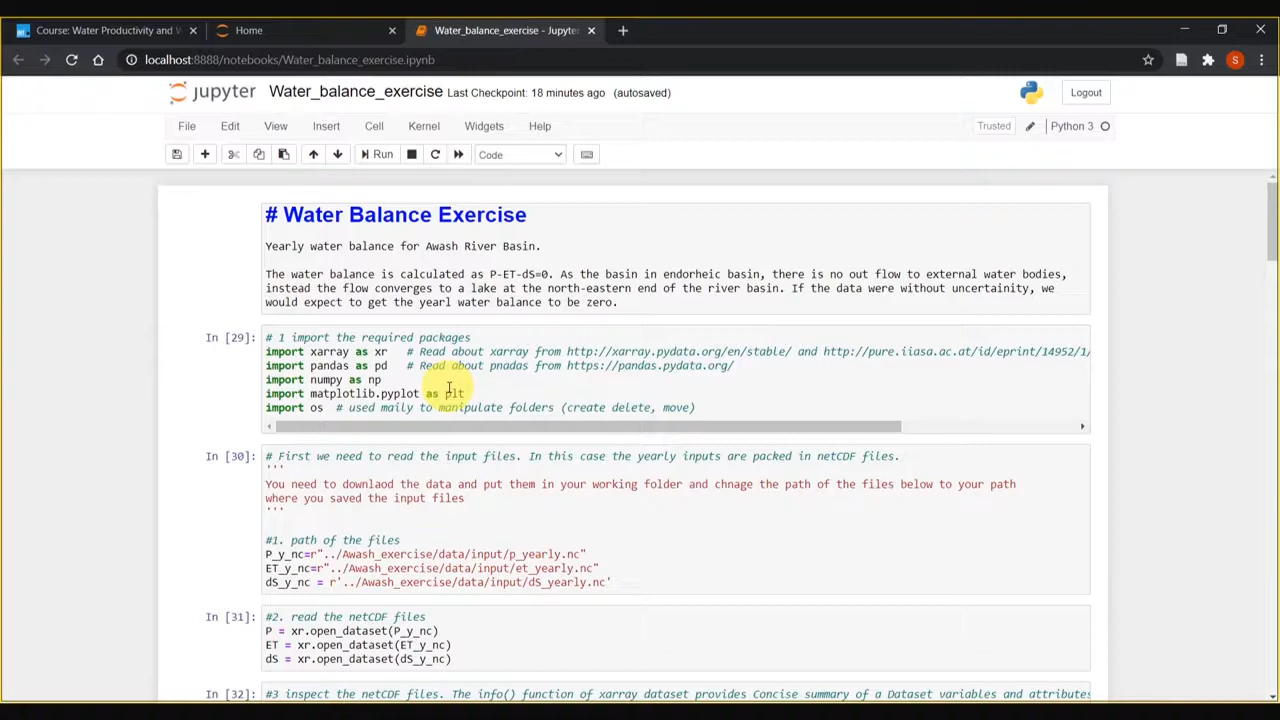 Course: Water Productivity and W
Home
Water_balance_exercise - Jupyter
localhost:8888/notebooks/Water_balance_exercise.ipynb
S
jupyter Water_balance_exercise Last Checkpoint: 18 minutes ago (autosaved)
Logout
File Edit View Insert Cell Kernel Widgets Help
Trusted
Python 3
Run
Code
# Water Balance Exercise
Yearly water balance for Awash River Basin.
The water balance is calculated as P-ET-dS=0. As the basin in endorheic basin, there is no out flow to external water bodies,
instead the flow converges to a lake at the north-eastern end of the river basin. If the data were without uncertainity, we
would expect to get the yearl water balance to be zero.
In [29]:
# 1 import the required packages
import xarray as xr # Read about xarray from http://xarray.pydata.org/en/stable/ and http://pure.iiasa.ac.at/id/eprint/14952/1/
import pandas as pd # Read about pnadas from https://pandas.pydata.org/
import numpy as np
import matplotlib.pyplot as plt
import os # used maily to manipulate folders (create delete, move)
In [30]:
# First we need to read the input files. In this case the yearly inputs are packed in netCDF files.
'''
You need to downlaod the data and put them in your working folder and chnage the path of the files below to your path
where you saved the input files
'''
#1. path of the files
P_y_nc=r"../Awash_exercise/data/input/p_yearly.nc"
ET_y_nc=r"../Awash_exercise/data/input/et_yearly.nc"
dS_y_nc = r'../Awash_exercise/data/input/dS_yearly.nc'
In [31]:
#2. read the netCDF files
P = xr.open_dataset(P_y_nc)
ET = xr.open_dataset(ET_y_nc)
dS = xr.open_dataset(dS_y_nc)
In [32]:
#3 inspect the netCDF files. The info() function of xarray dataset provides Concise summary of a Dataset variables and attributes